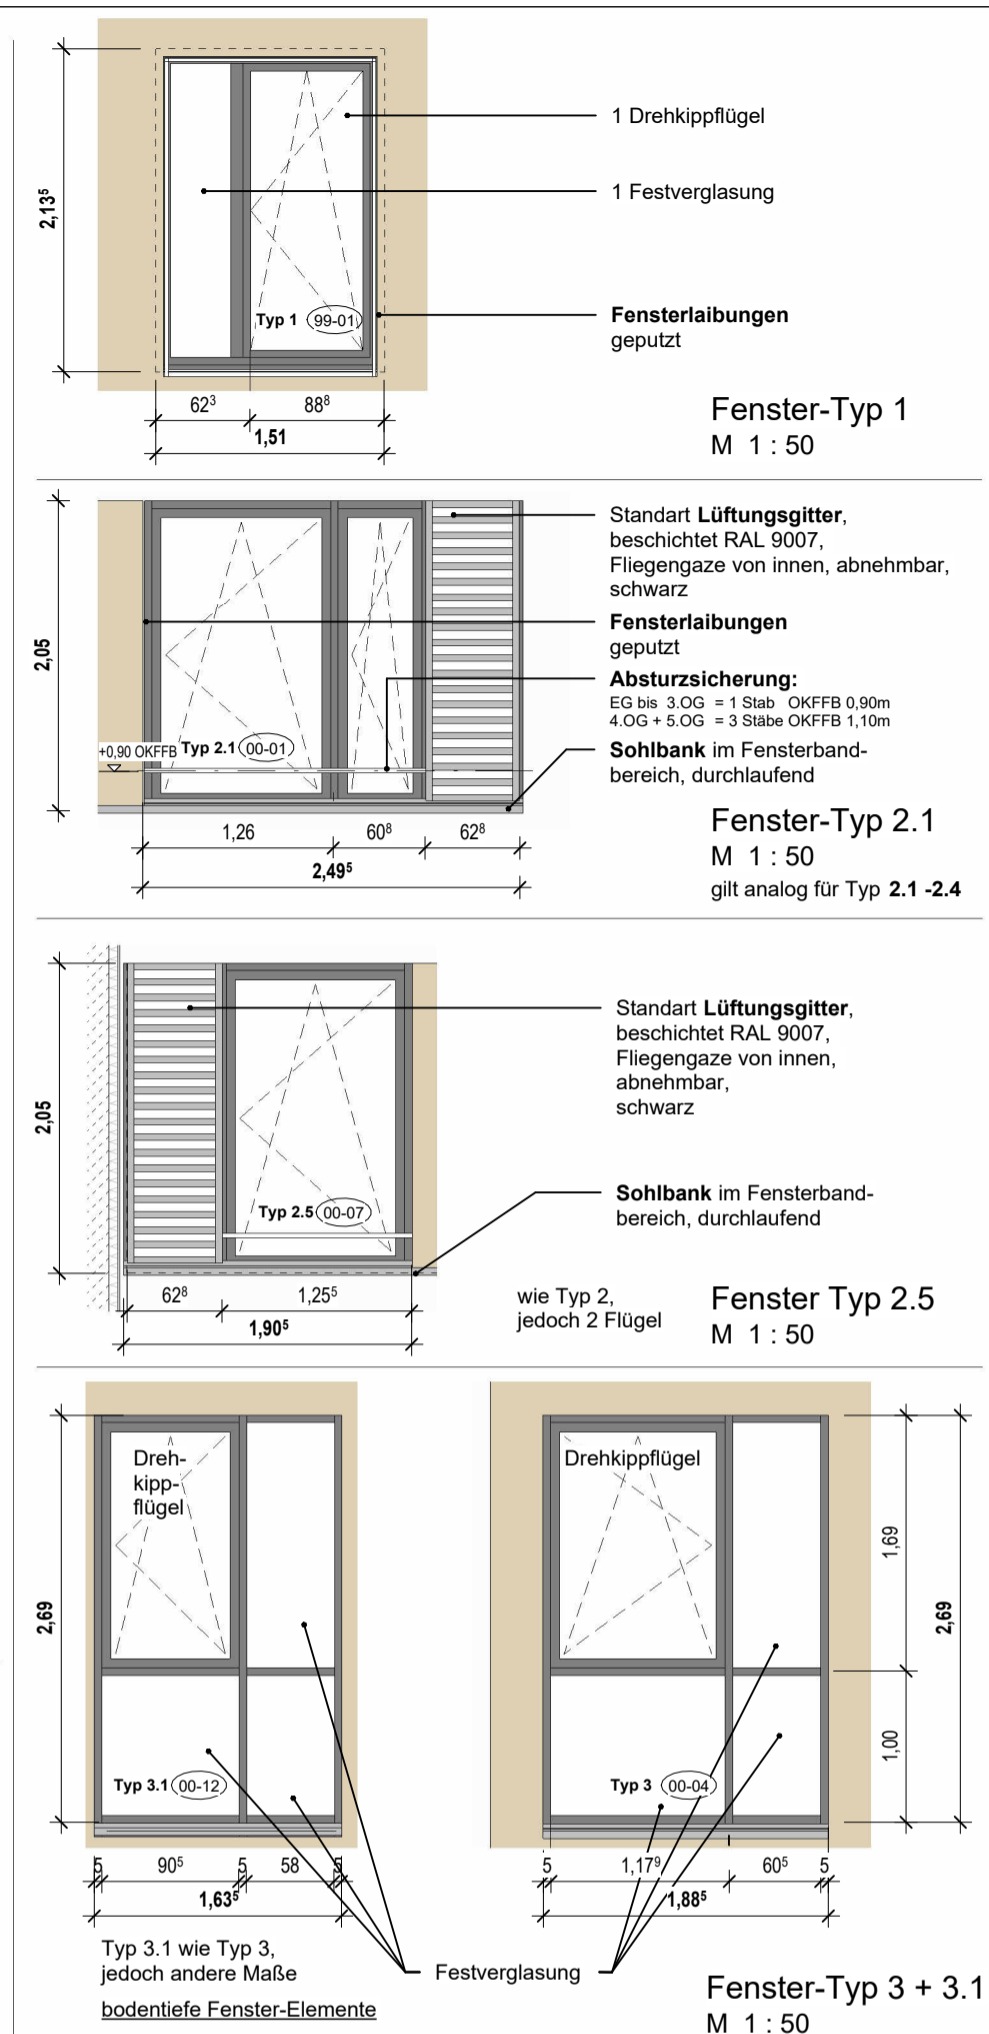 1 Drehkippflügel
1 Festverglasung
2,13⁵
Typ 1 99-01
Fensterlaibungen
geputzt
62³ 88⁸
1,51
Fenster-Typ 1
M 1 : 50
Standart Lüftungsgitter,
beschichtet RAL 9007,
Fliegengaze von innen, abnehmbar,
schwarz
Fensterlaibungen
geputzt
2,05
Absturzsicherung:
EG bis 3.OG = 1 Stab OKFFB 0,90m
4.OG + 5.OG = 3 Stäbe OKFFB 1,10m
+0,90 OKFFB Typ 2.1 00-01
Sohlbank im Fensterband-
bereich, durchlaufend
1,26 60⁸ 62⁸
2,49⁵
Fenster-Typ 2.1
M 1 : 50
gilt analog für Typ 2.1 -2.4
Standart Lüftungsgitter,
beschichtet RAL 9007,
Fliegengaze von innen,
abnehmbar,
schwarz
2,05
Sohlbank im Fensterband-
bereich, durchlaufend
Typ 2.5 00-07
62⁸ 1,25⁵
1,90⁵
wie Typ 2,
jedoch 2 Flügel
Fenster Typ 2.5
M 1 : 50
Dreh-
kipp-
flügel
Drehkippflügel
2,69
1,69
2,69
1,00
Typ 3.1 00-12
Typ 3 00-04
5 90⁵ 5 58 5
1,63⁵
5 1,17⁹ 60⁵ 5
1,88⁵
Typ 3.1 wie Typ 3,
jedoch andere Maße
bodentiefe Fenster-Elemente
Festverglasung
Fenster-Typ 3 + 3.1
M 1 : 50